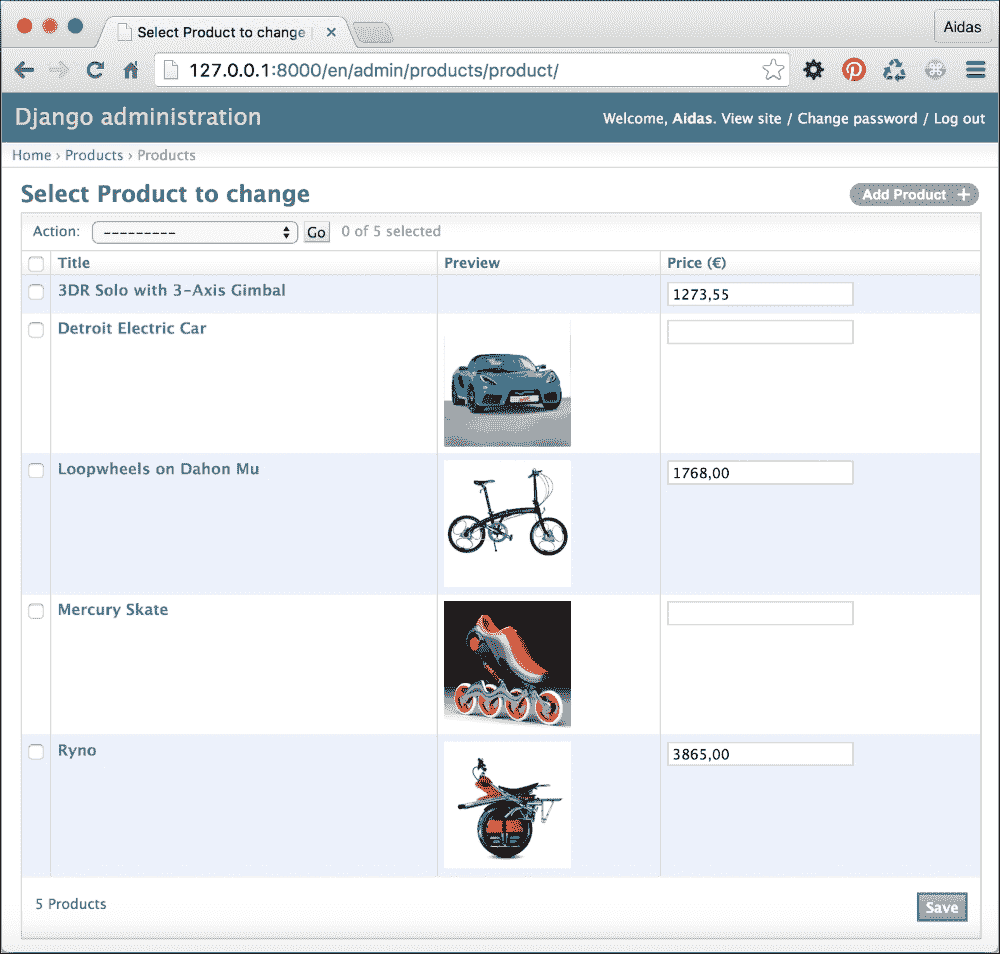 Select Product to change
Aidas
127.0.0.1:8000/en/admin/products/product/
Django administration
Welcome, Aidas. View site / Change password / Log out
Home › Products › Products
Select Product to change
Add Product +
Action: --------- Go 0 of 5 selected
Title Preview Price (€)
3DR Solo with 3-Axis Gimbal 1273,55
Detroit Electric Car
Loopwheels on Dahon Mu 1768,00
Mercury Skate
Ryno 3865,00
5 Products
Save